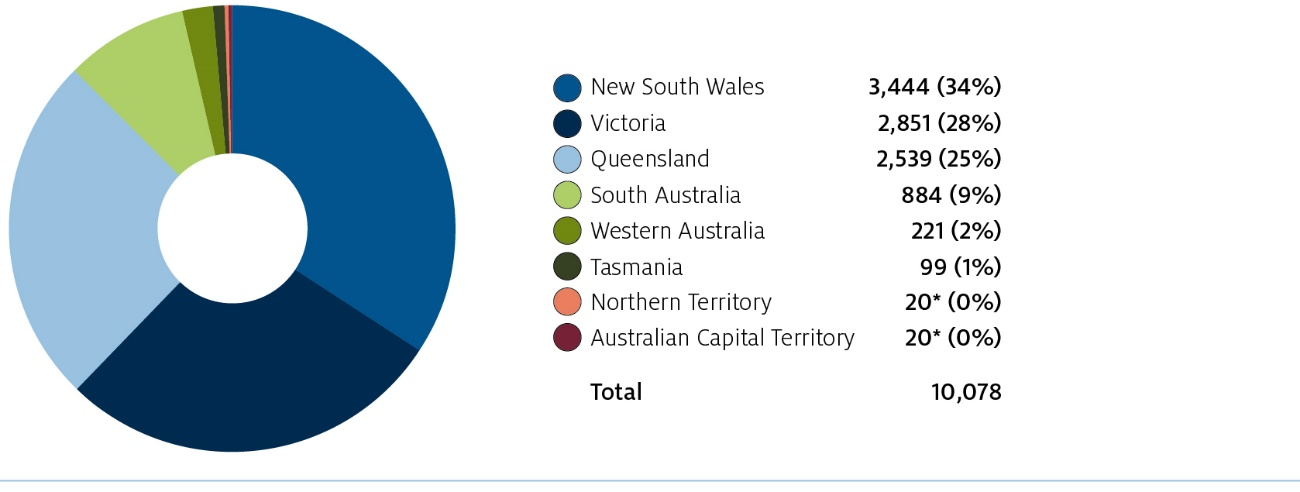 New South Wales 3,444 (34%)
Victoria 2,851 (28%)
Queensland 2,539 (25%)
South Australia 884 (9%)
Western Australia 221 (2%)
Tasmania 99 (1%)
Northern Territory 20* (0%)
Australian Capital Territory 20* (0%)
Total 10,078